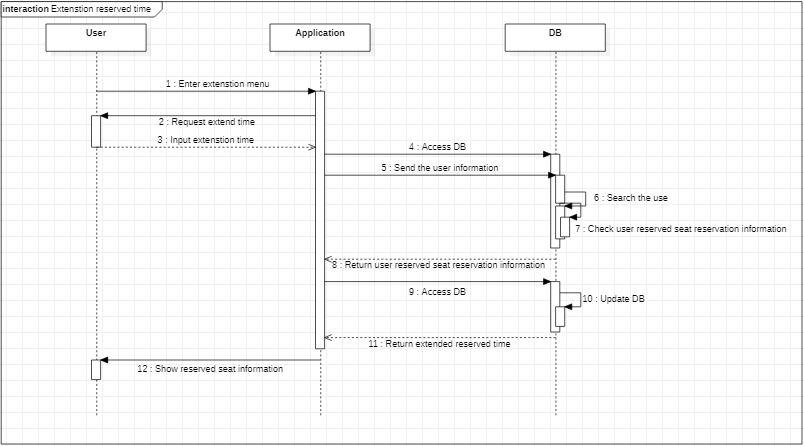 interaction Extenstion reserved time
User
Application
DB
1 : Enter extenstion menu
2 : Request extend time
3 : Input extenstion time
4 : Access DB
5 : Send the user information
6 : Search the use
7 : Check user reserved seat reservation information
8 : Return user reserved seat reservation information
9 : Access DB
10 : Update DB
11 : Return extended reserved time
12 : Show reserved seat information